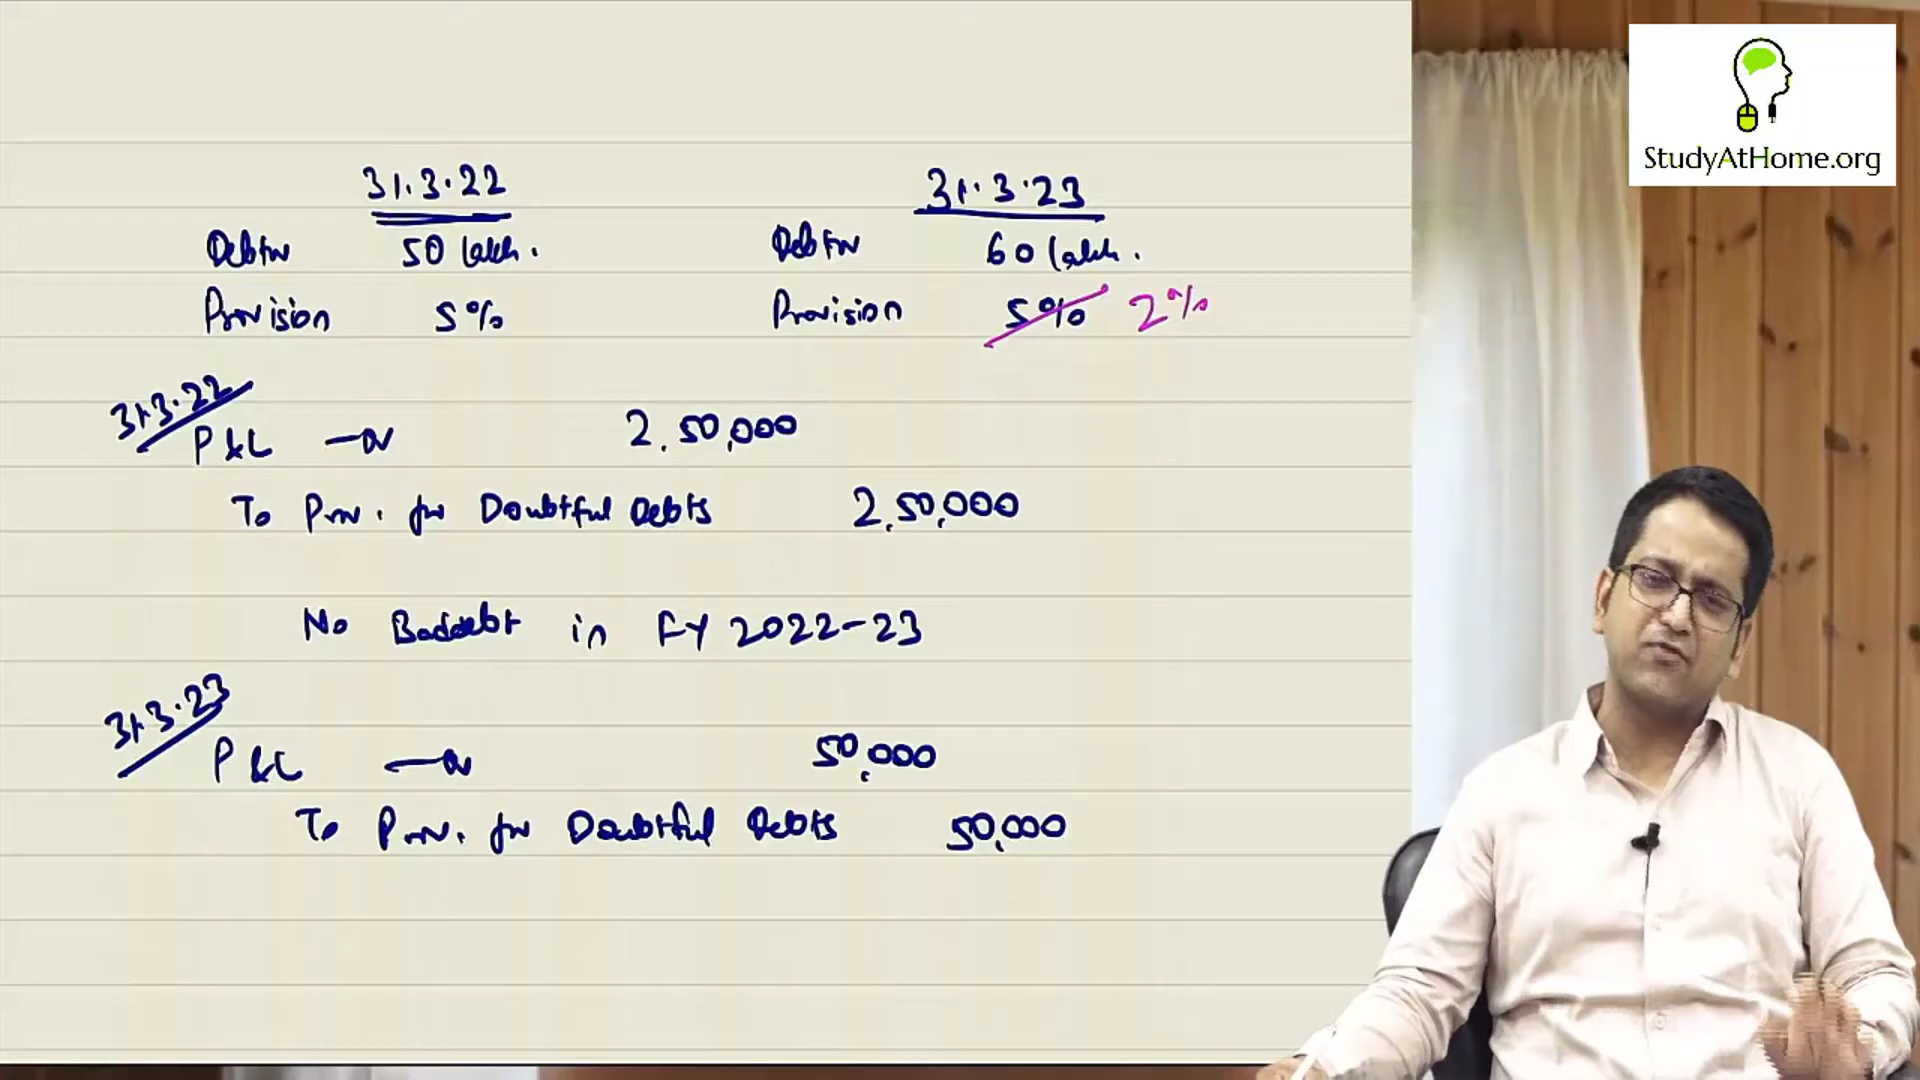 StudyAtHome.org
31.3.22
31.3.23
Debtor 50 lakh.
Debtor 60 lakh.
Provision 5%
Provision 5% 2%
31.3.22
P&L —Dr 2,50,000
To Prov. for Doubtful Debts 2,50,000
No Baddebt in FY 2022-23
31.3.23
P&L —Dr 50,000
To Prov. for Doubtful Debts 50,000